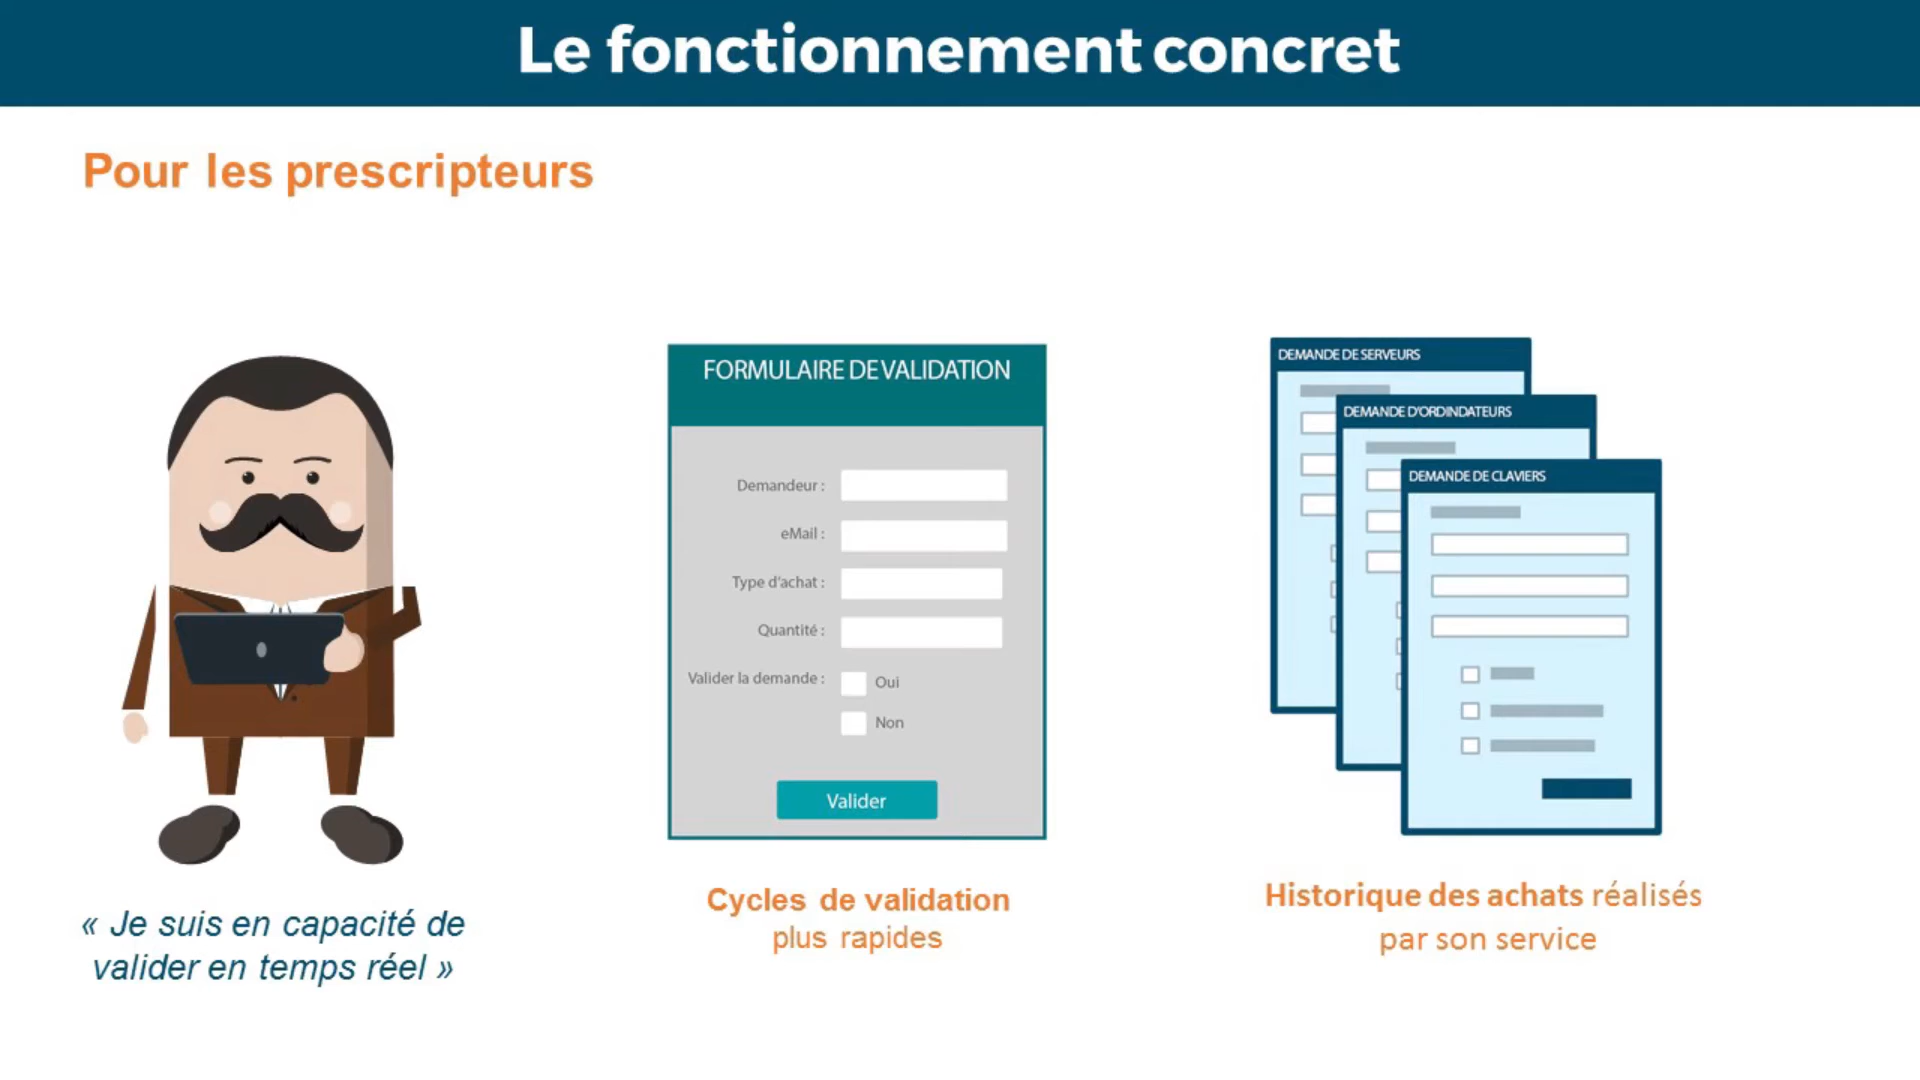 Le fonctionnement concret
Pour les prescripteurs
« Je suis en capacité de
valider en temps réel »
FORMULAIRE DE VALIDATION
Demandeur :
eMail :
Type d'achat :
Quantité :
Valider la demande :
Oui
Non
Valider
Cycles de validation
plus rapides
DEMANDE DE SERVEURS
DEMANDE D'ORDINDATEURS
DEMANDE DE CLAVIERS
Historique des achats réalisés
par son service